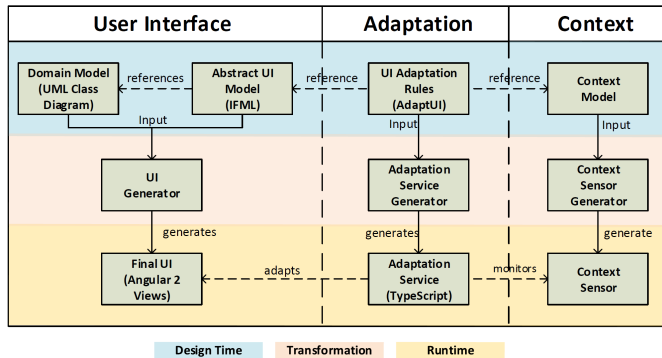 User Interface
Adaptation
Context
Domain Model
(UML Class
Diagram)
references
Abstract UI
Model
(IFML)
reference
UI Adaptation
Rules
(AdaptUI)
reference
Context
Model
Input
Input
Input
UI
Generator
Adaptation
Service
Generator
Context
Sensor
Generator
generates
generates
generate
Final UI
(Angular 2
Views)
adapts
Adaptation
Service
(TypeScript)
monitors
Context
Sensor
Design Time
Transformation
Runtime